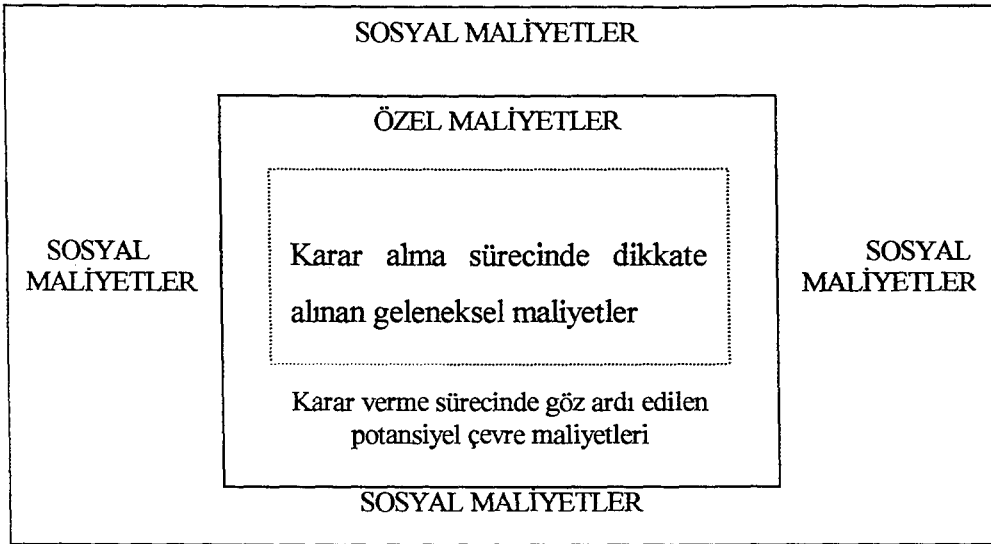 SOSYAL MALİYETLER
ÖZEL MALİYETLER
SOSYAL
MALİYETLER
Karar alma sürecinde dikkate
alınan geleneksel maliyetler
SOSYAL
MALİYETLER
Karar verme sürecinde göz ardı edilen
potansiyel çevre maliyetleri
SOSYAL MALİYETLER